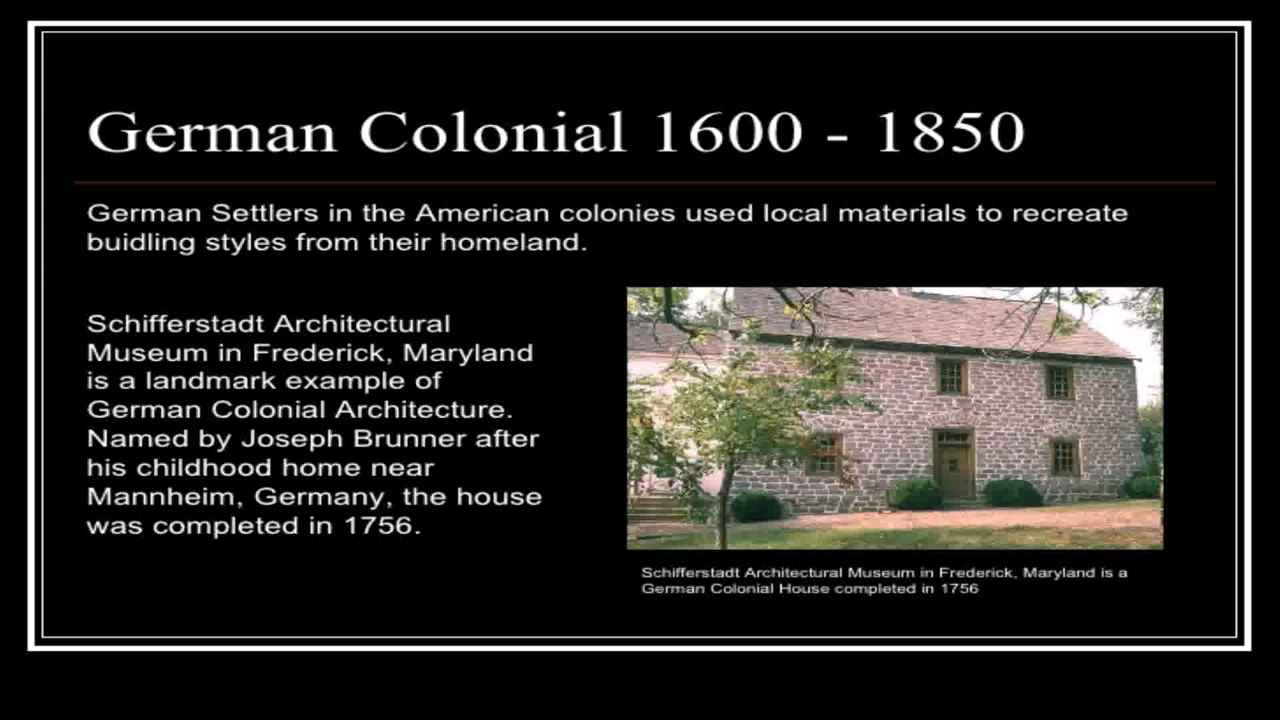 German Colonial 1600 - 1850
German Settlers in the American colonies used local materials to recreate
buidling styles from their homeland.
Schifferstadt Architectural
Museum in Frederick, Maryland
is a landmark example of
German Colonial Architecture.
Named by Joseph Brunner after
his childhood home near
Mannheim, Germany, the house
was completed in 1756.
Schifferstadt Architectural Museum in Frederick, Maryland is a
German Colonial House completed in 1756